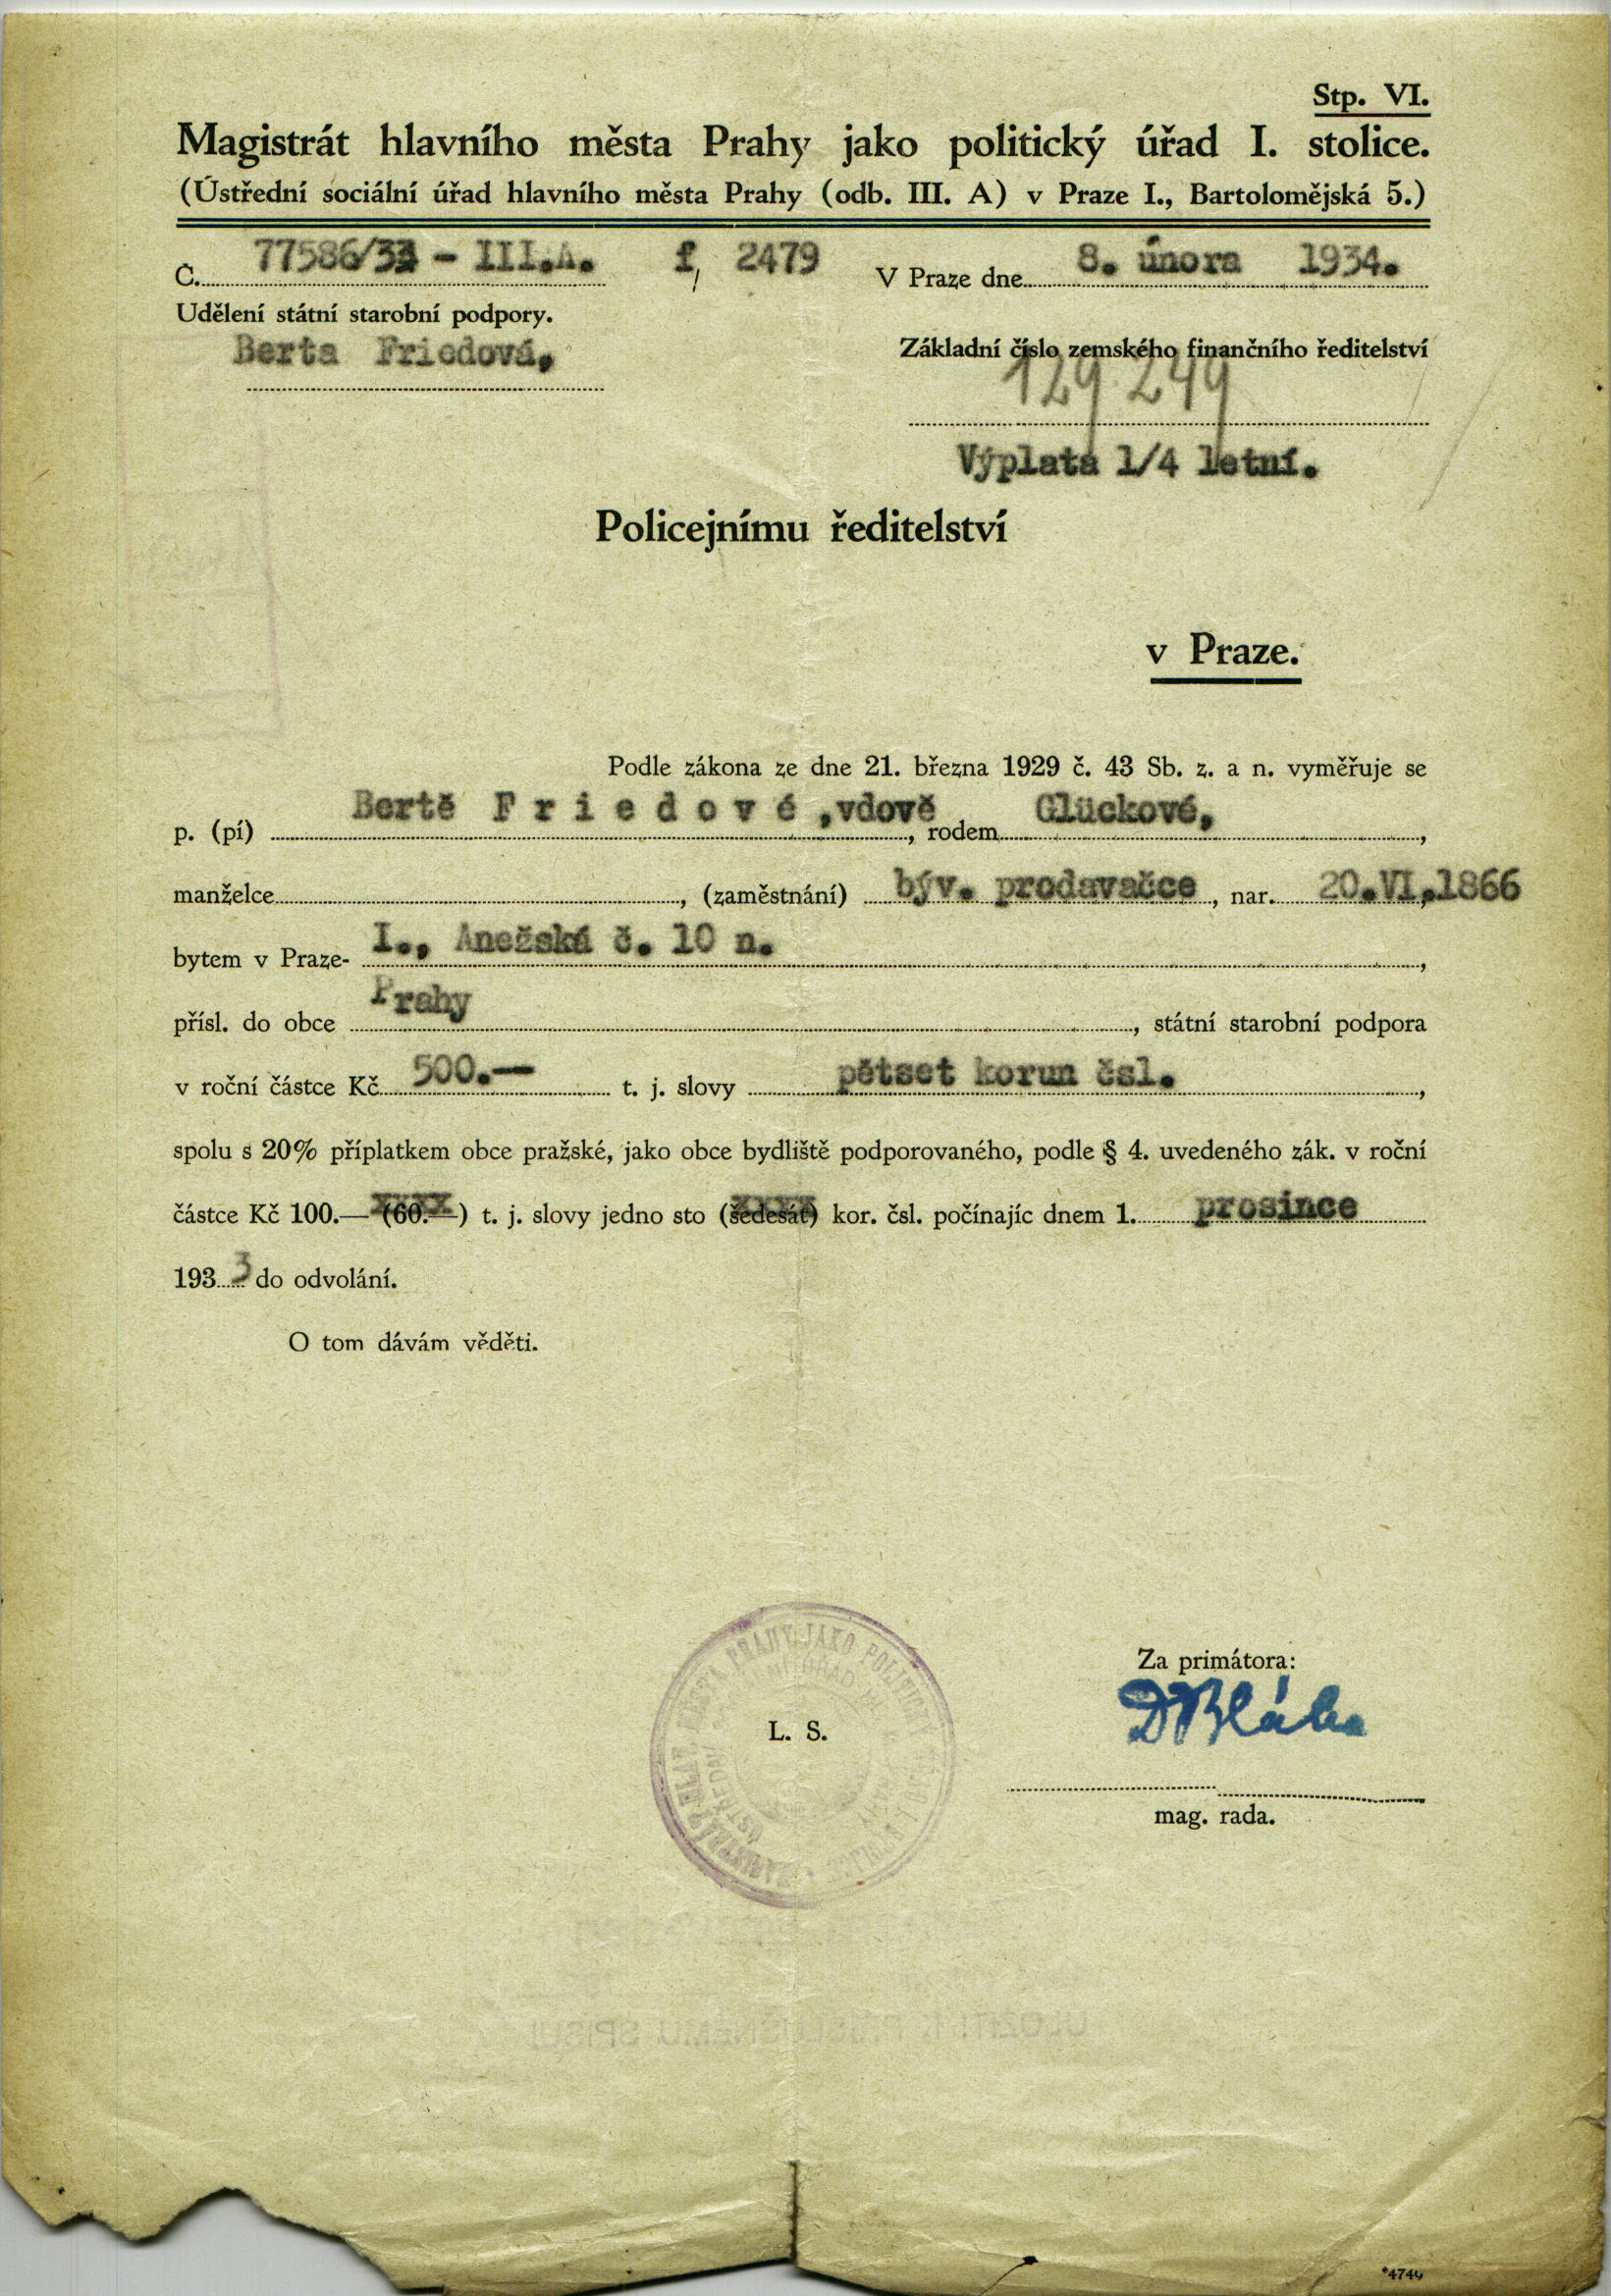 Stp. VI.
Magistrát hlavního města Prahy jako politický úřad I. stolice.
(Ústřední sociální úřad hlavního města Prahy (odb. III. A) v Praze I., Bartolomějská 5.)
Č. 77586/33 - III.A. f, 2479 V Praze dne 8. února 1934.
Udělení státní starobní podpory.
Berta Friedová,
Základní číslo zemského finančního ředitelství
129249
Výplata 1/4 letní.
Policejnímu ředitelství
v Praze.
Podle zákona ze dne 21. března 1929 č. 43 Sb. z. a n. vyměřuje se
p. (pí) Bertě F r i e d o v é ,vdově, rodem Glückové,,
manželce, (zaměstnání) býv. prodavačce, nar. 20.VI.1866
bytem v Praze- I., Anežská č. 10 n.,
přísl. do obce Prahy, státní starobní podpora
v roční částce Kč 500.— t. j. slovy pětset korun čsl.,
spolu s 20% příplatkem obce pražské, jako obce bydliště podporovaného, podle § 4. uvedeného zák. v roční
částce Kč 100.— (60.—) t. j. slovy jedno sto (šedesát) kor. čsl. počínajíc dnem 1. prosince
1933 do odvolání.
O tom dávám věděti.
Za primátora:
L. S.
DrBláha
mag. rada.
MĚSTA PRAHY JAKO POLITICKÝ
*4749